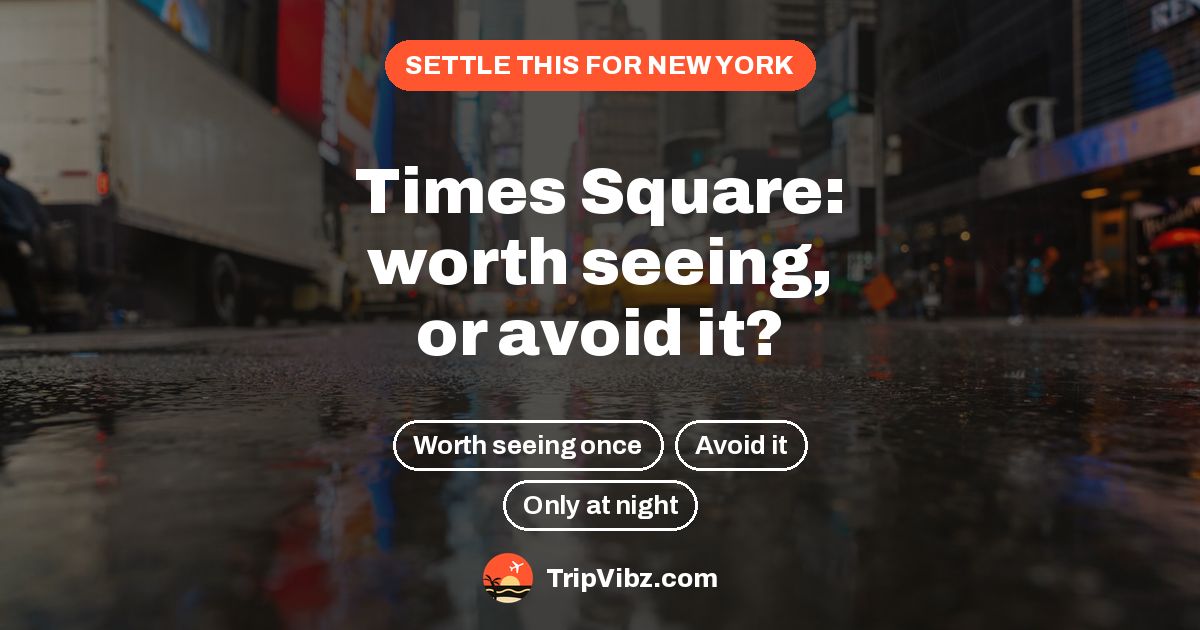 SETTLE THIS FOR NEW YORK
Times Square:
worth seeing,
or avoid it?
Worth seeing once
Avoid it
Only at night
TripVibz.com